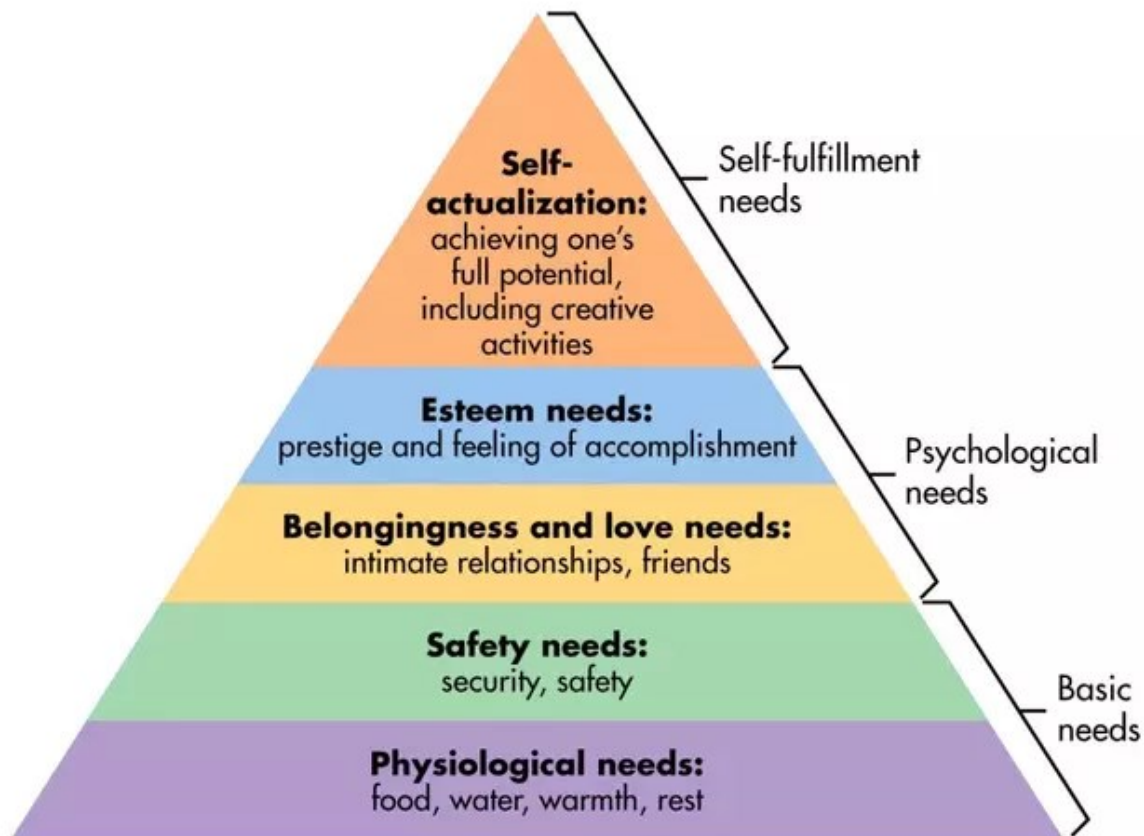 Self-
actualization:
achieving one's
full potential,
including creative
activities
Self-fulfillment
needs
Esteem needs:
prestige and feeling of accomplishment
Psychological
needs
Belongingness and love needs:
intimate relationships, friends
Safety needs:
security, safety
Basic
needs
Physiological needs:
food, water, warmth, rest